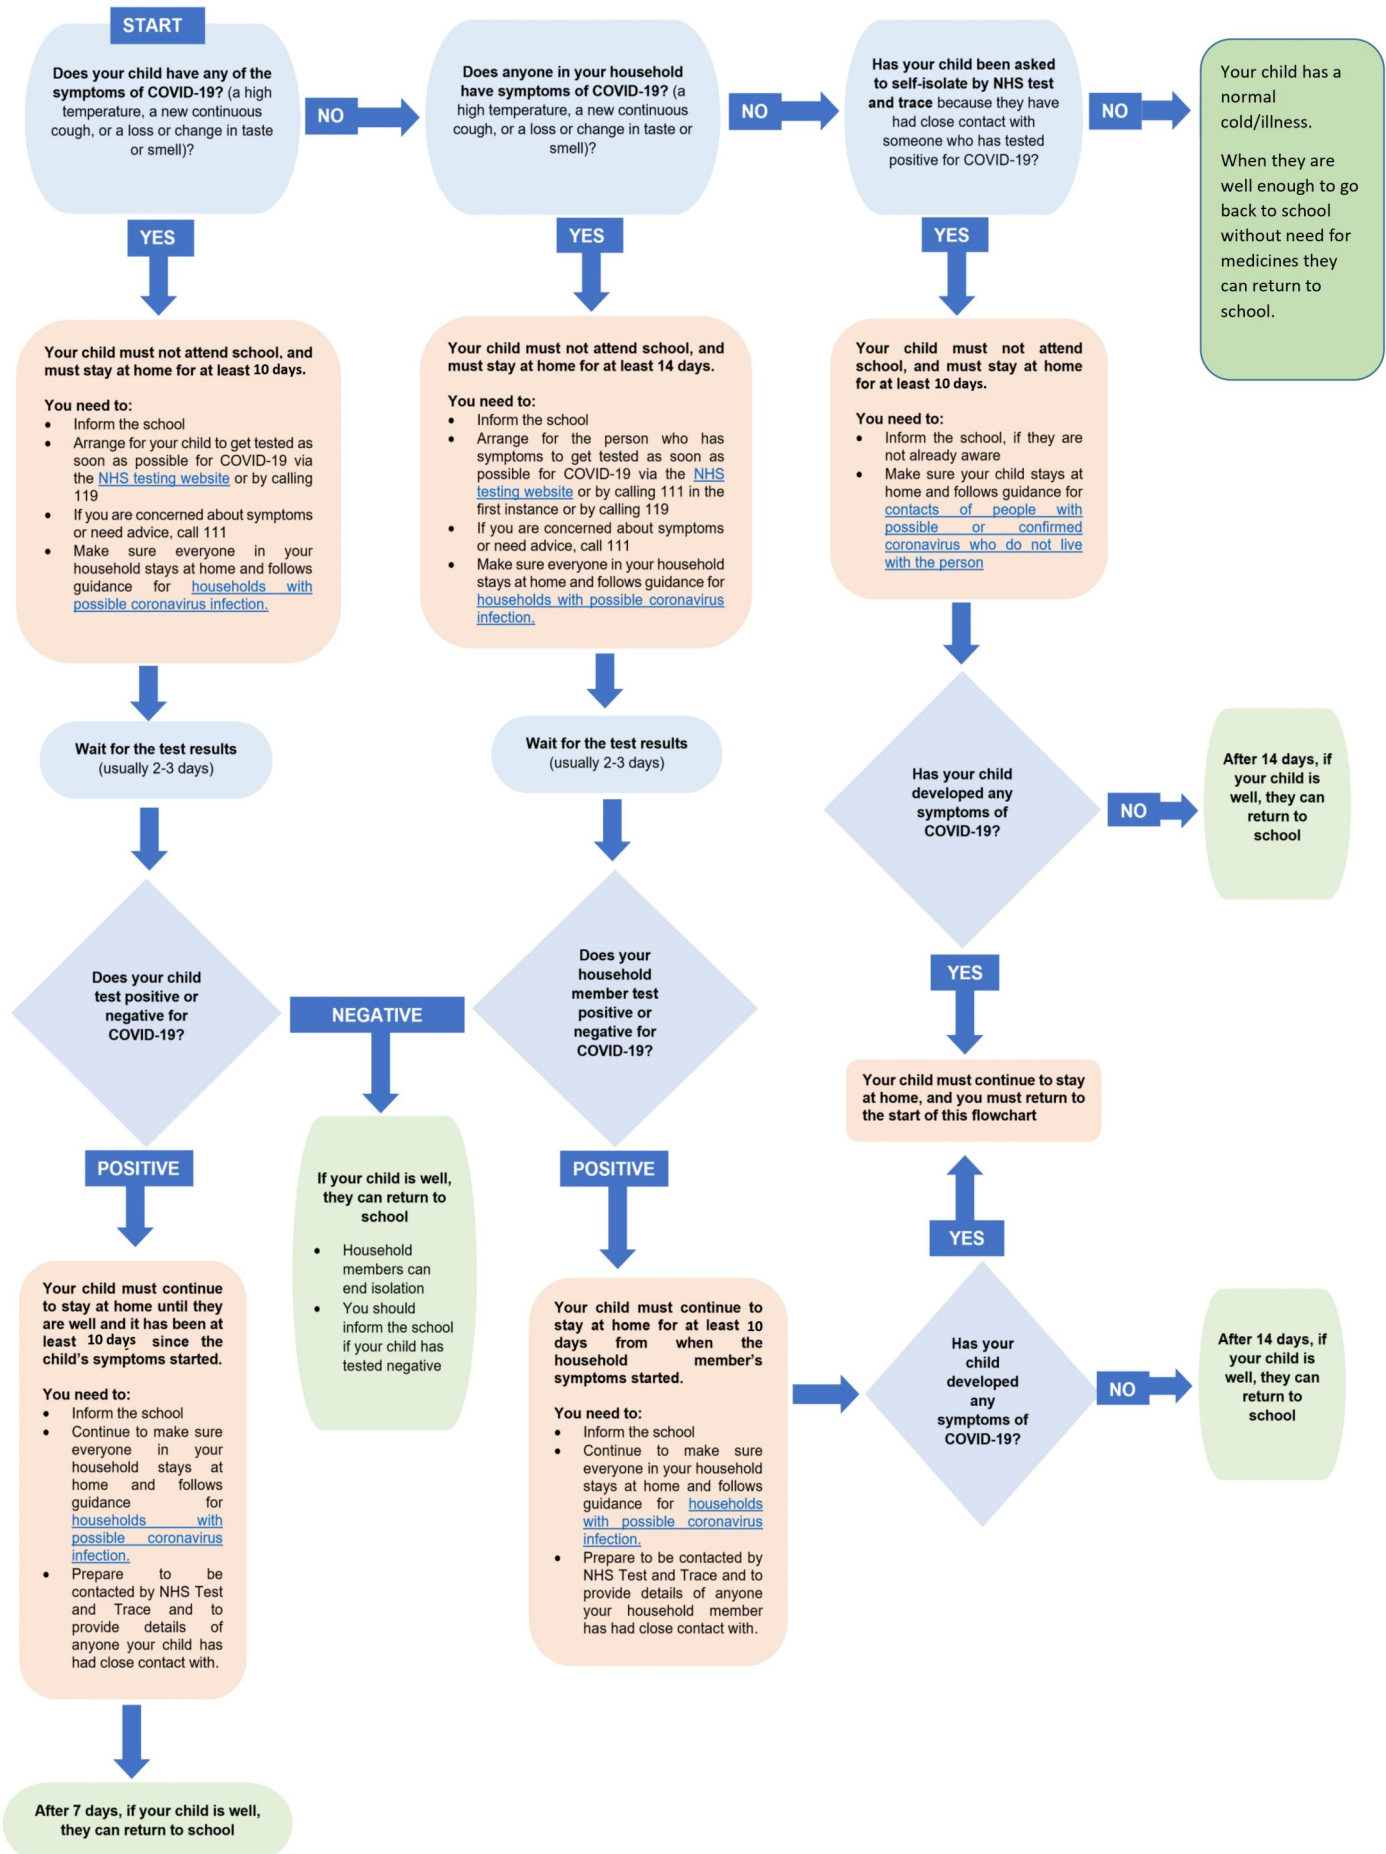 START
Does your child have any of the
symptoms of COVID-19? (a high
temperature, a new continuous
cough, or a loss or change in taste
or smell)?
NO
Does anyone in your household
have symptoms of COVID-19? (a
high temperature, a new continuous
cough, or a loss or change in taste or
smell)?
NO
Has your child been asked
to self-isolate by NHS test
and trace because they have
had close contact with
someone who has tested
positive for COVID-19?
NO
Your child has a
normal
cold/illness.
When they are
well enough to go
back to school
without need for
medicines they
can return to
school.
YES
YES
YES
Your child must not attend school, and
must stay at home for at least 10 days.
You need to:
• Inform the school
• Arrange for your child to get tested as
soon as possible for COVID-19 via
the NHS testing website or by calling
119
• If you are concerned about symptoms
or need advice, call 111
• Make sure everyone in your
household stays at home and follows
guidance for households with
possible coronavirus infection.
Your child must not attend school, and
must stay at home for at least 14 days.
You need to:
• Inform the school
• Arrange for the person who has
symptoms to get tested as soon as
possible for COVID-19 via the NHS
testing website or by calling 111 in the
first instance or by calling 119
• If you are concerned about symptoms
or need advice, call 111
• Make sure everyone in your household
stays at home and follows guidance for
households with possible coronavirus
infection.
Your child must not attend
school, and must stay at home
for at least 10 days.
You need to:
• Inform the school, if they are
not already aware
• Make sure your child stays at
home and follows guidance for
contacts of people with
possible or confirmed
coronavirus who do not live
with the person
Wait for the test results
(usually 2-3 days)
Wait for the test results
(usually 2-3 days)
Has your child
developed any
symptoms of
COVID-19?
NO
After 14 days, if
your child is
well, they can
return to
school
Does your child
test positive or
negative for
COVID-19?
NEGATIVE
Does your
household
member test
positive or
negative for
COVID-19?
YES
Your child must continue to stay
at home, and you must return to
the start of this flowchart
POSITIVE
If your child is well,
they can return to
school
• Household
members can
end isolation
• You should
inform the school
if your child has
tested negative
POSITIVE
YES
Your child must continue
to stay at home until they
are well and it has been at
least 10 days since the
child's symptoms started.
You need to:
• Inform the school
• Continue to make sure
everyone in your
household stays at
home and follows
guidance for
households with
possible coronavirus
infection.
• Prepare to be
contacted by NHS Test
and Trace and to
provide details of
anyone your child has
had close contact with.
Your child must continue to
stay at home for at least 10
days from when the
household member's
symptoms started.
You need to:
• Inform the school
• Continue to make sure
everyone in your household
stays at home and follows
guidance for households
with possible coronavirus
infection.
• Prepare to be contacted by
NHS Test and Trace and to
provide details of anyone
your household member
has had close contact with.
Has your
child
developed
any
symptoms of
COVID-19?
NO
After 14 days, if
your child is
well, they can
return to
school
After 7 days, if your child is well,
they can return to school